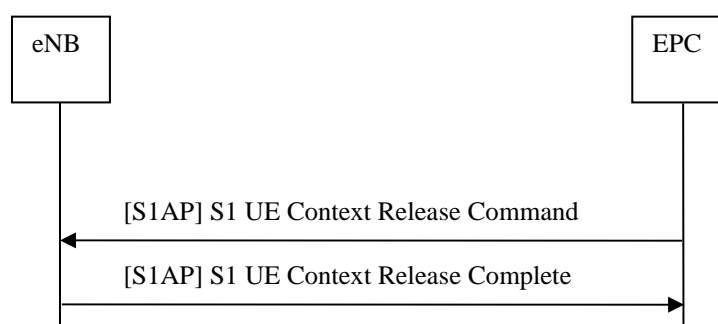 eNB
EPC
[S1AP] S1 UE Context Release Command
[S1AP] S1 UE Context Release Complete